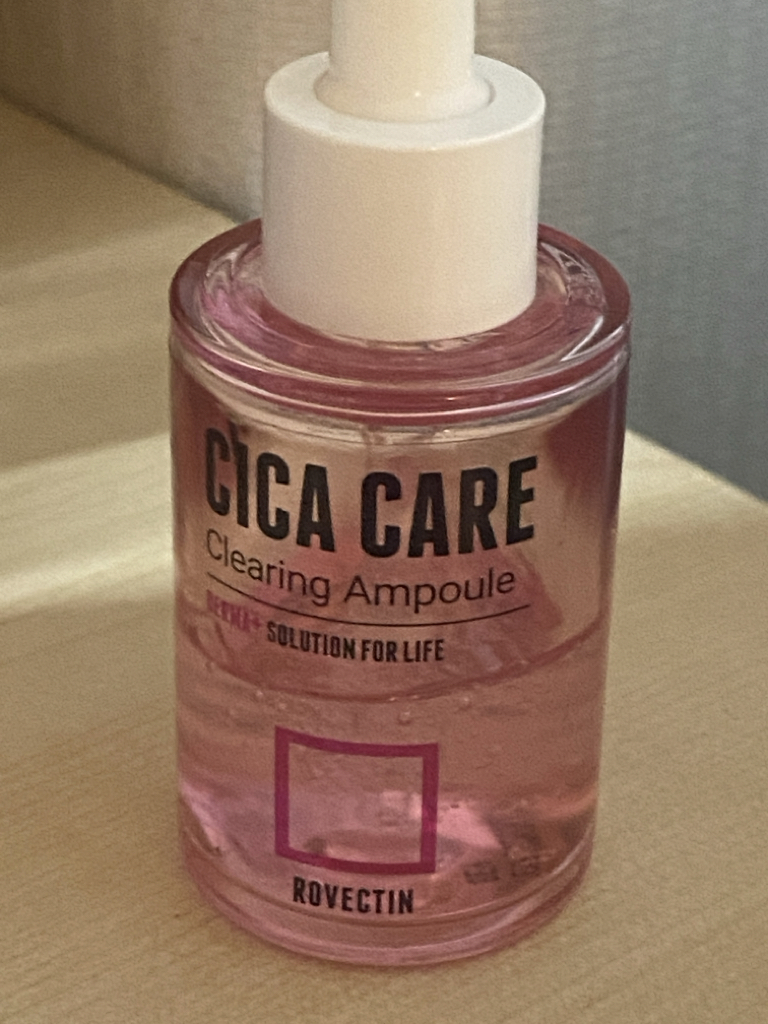 CICA CARE
Clearing Ampoule
DERMA+ SOLUTION FOR LIFE
ROVECTIN